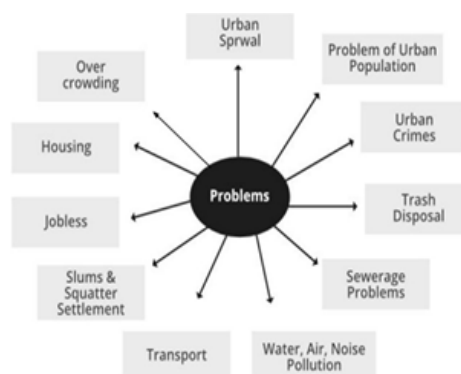 Urban
Sprwal
Problem of Urban
Population
Urban
Crimes
Trash
Disposal
Sewerage
Problems
Water, Air, Noise
Pollution
Transport
Slums &
Squatter
Settlement
Jobless
Housing
Over
crowding
Problems